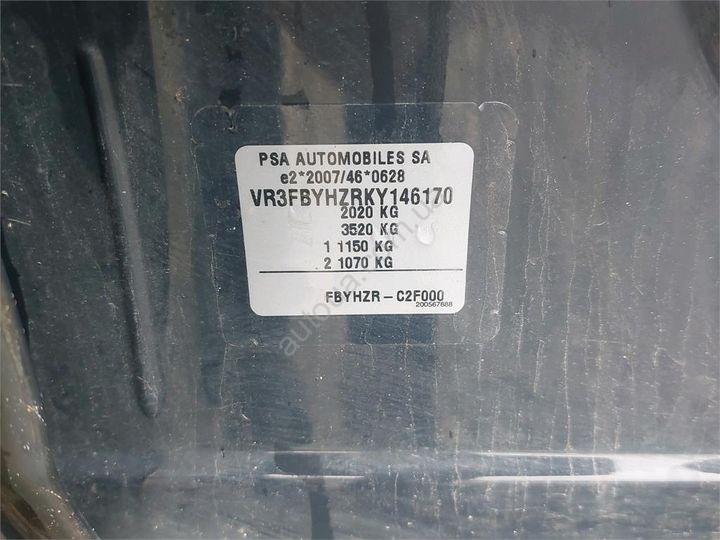 PSA AUTOMOBILES SA
e2*2007/46*0628
VR3FBYHZRKY146170
2020 KG
3520 KG
1 1150 KG
2 1070 KG
FBYHZR – C2F000
200567888